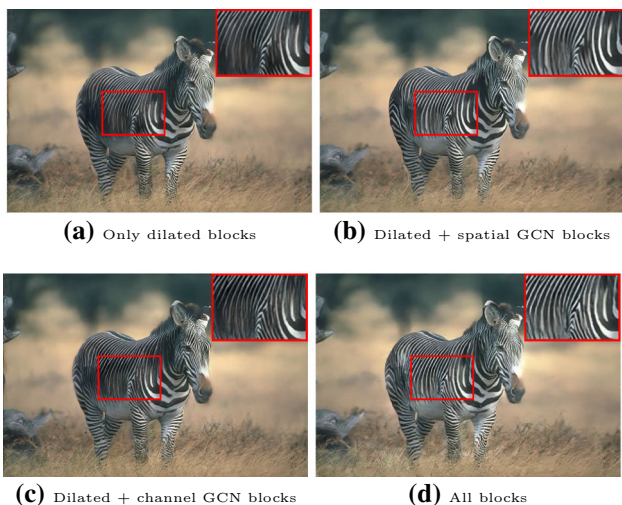 (a) Only dilated blocks
(b) Dilated + spatial GCN blocks
(c) Dilated + channel GCN blocks
(d) All blocks